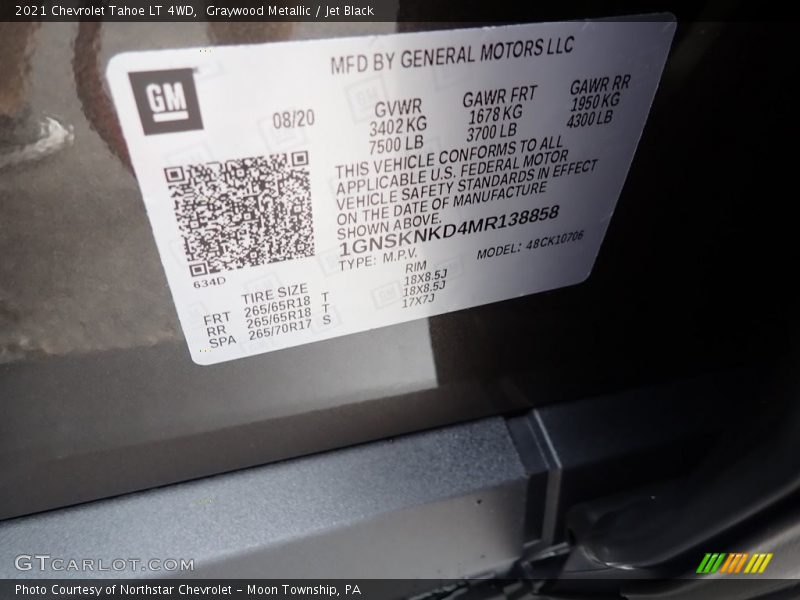 2021 Chevrolet Tahoe LT 4WD, Graywood Metallic / Jet Black
MFD BY GENERAL MOTORS LLC
GM
08/20
GVWR
3402 KG
7500 LB
GAWR FRT
1678 KG
3700 LB
GAWR RR
1950 KG
4300 LB
THIS VEHICLE CONFORMS TO ALL
APPLICABLE U.S. FEDERAL MOTOR
VEHICLE SAFETY STANDARDS IN EFFECT
ON THE DATE OF MANUFACTURE
SHOWN ABOVE.
1GNSKNKD4MR138858
TYPE: M.P.V.
MODEL: 48CK10706
634D
TIRE SIZE
RIM
FRT 265/65R18 T 18X8.5J
RR 265/65R18 T 18X8.5J
SPA 265/70R17 S 17X7J
GTCARLOT.COM
Photo Courtesy of Northstar Chevrolet - Moon Township, PA